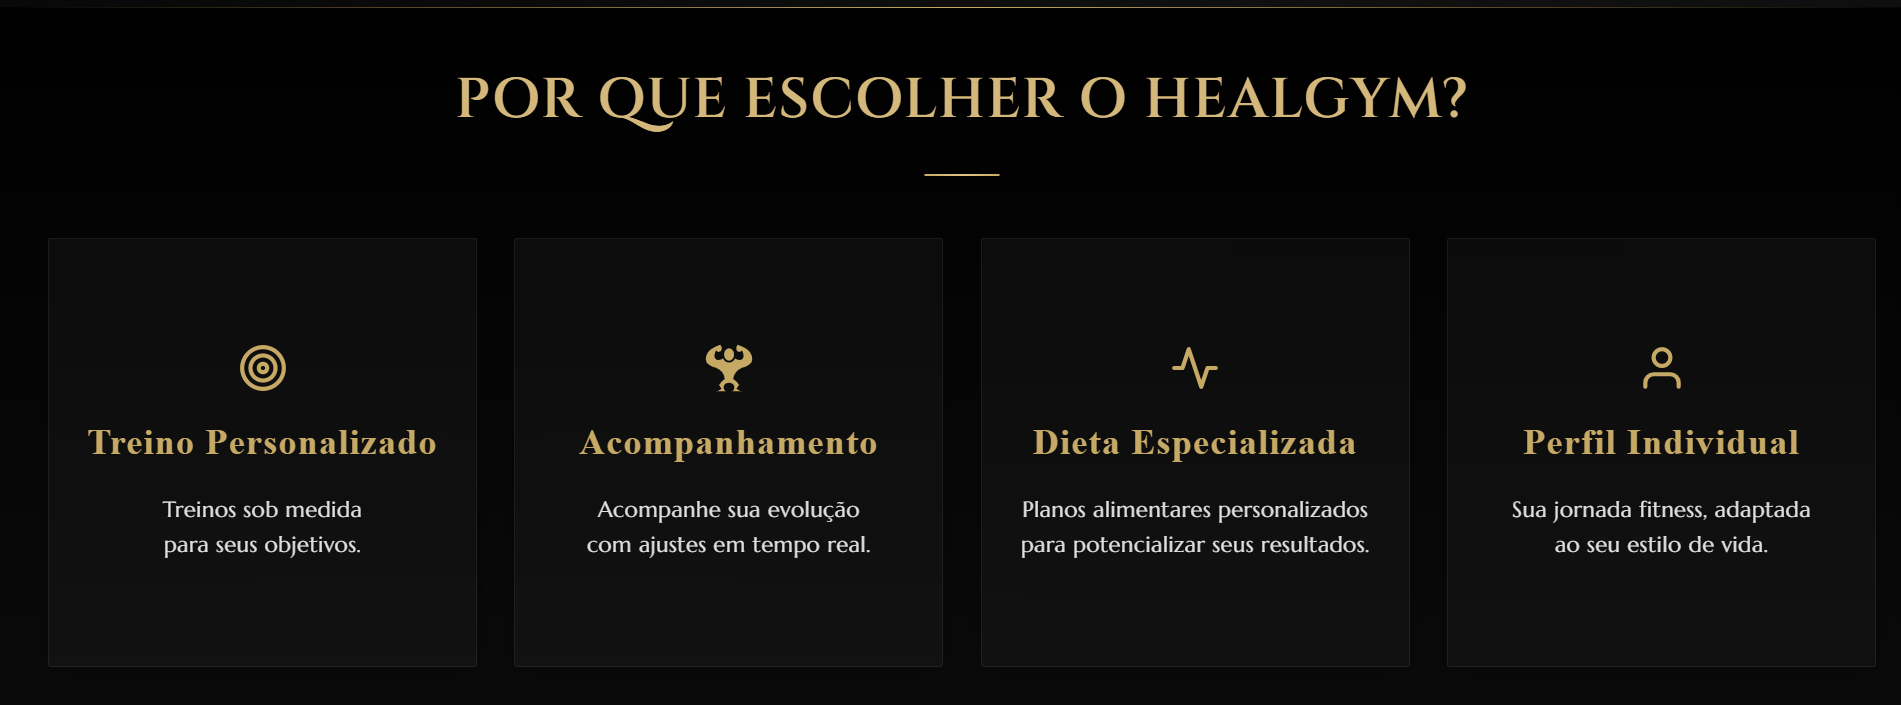 POR QUE ESCOLHER O HEALGYM?
Treino Personalizado
Treinos sob medida
para seus objetivos.
Acompanhamento
Acompanhe sua evolução
com ajustes em tempo real.
Dieta Especializada
Planos alimentares personalizados
para potencializar seus resultados.
Perfil Individual
Sua jornada fitness, adaptada
ao seu estilo de vida.